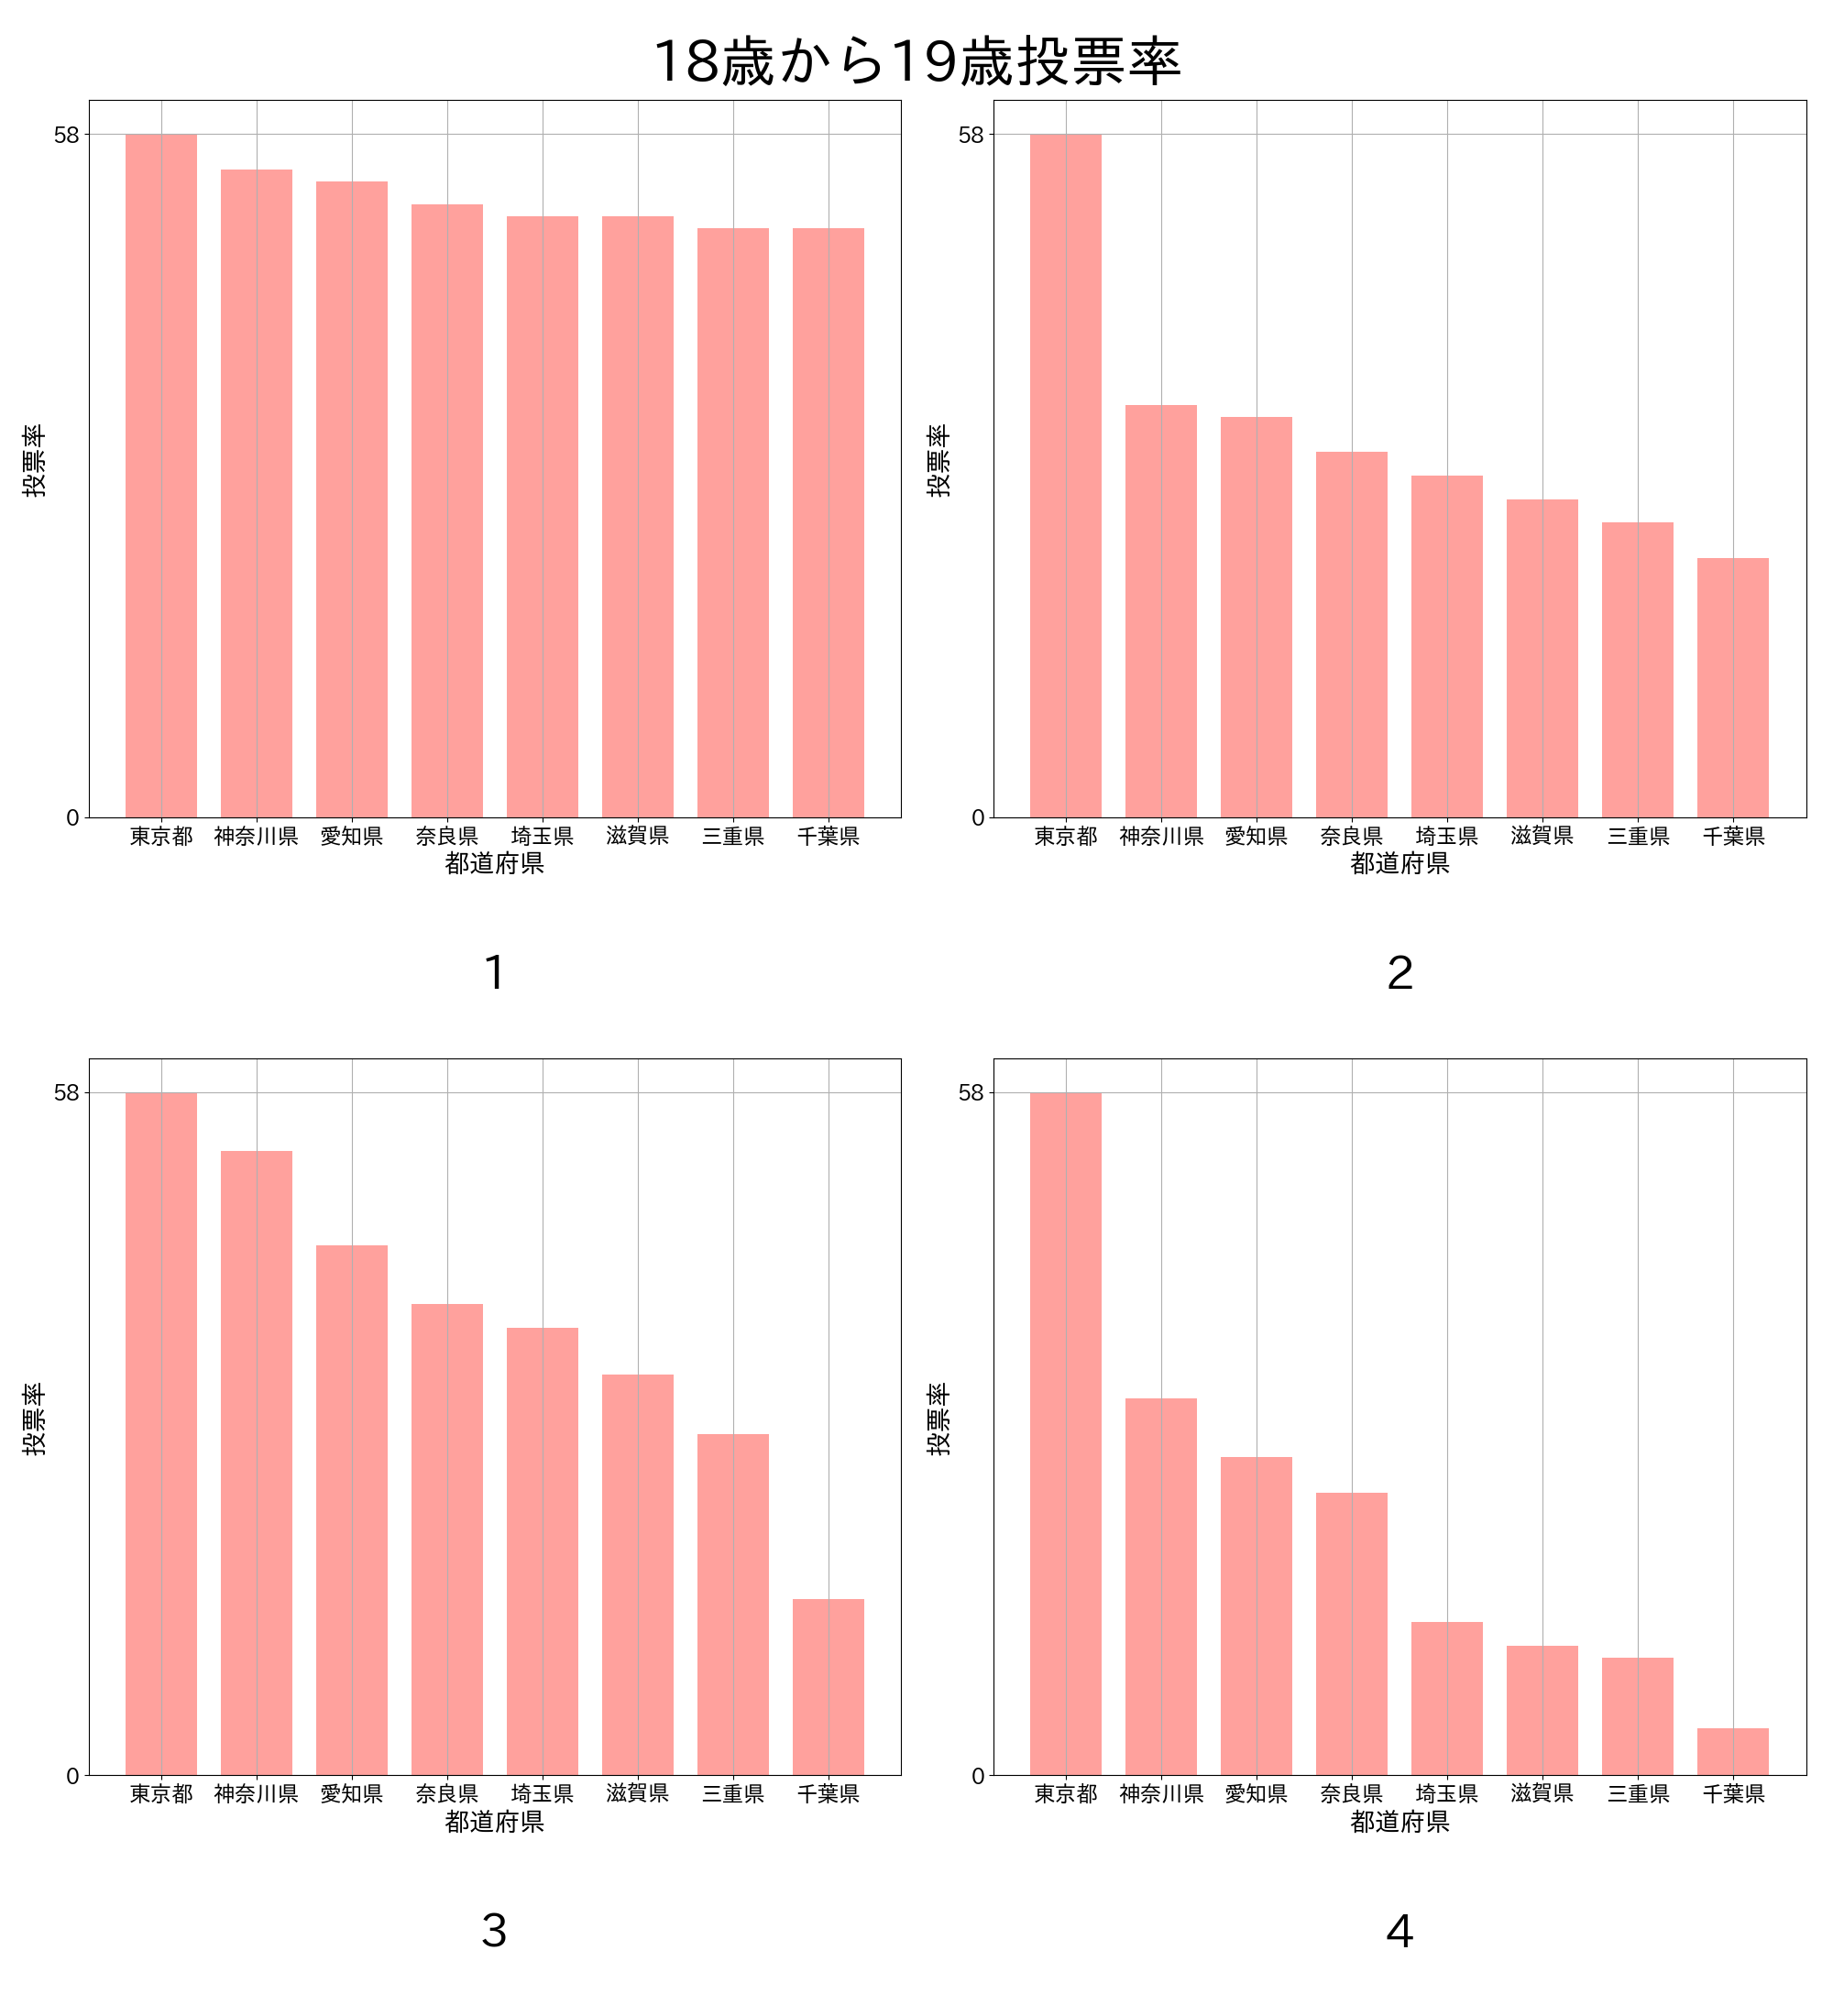 18歳から19歳投票率
58
0
投票率
東京都 神奈川県 愛知県 奈良県 埼玉県 滋賀県 三重県 千葉県
都道府県
1
58
0
投票率
東京都 神奈川県 愛知県 奈良県 埼玉県 滋賀県 三重県 千葉県
都道府県
2
58
0
投票率
東京都 神奈川県 愛知県 奈良県 埼玉県 滋賀県 三重県 千葉県
都道府県
3
58
0
投票率
東京都 神奈川県 愛知県 奈良県 埼玉県 滋賀県 三重県 千葉県
都道府県
4